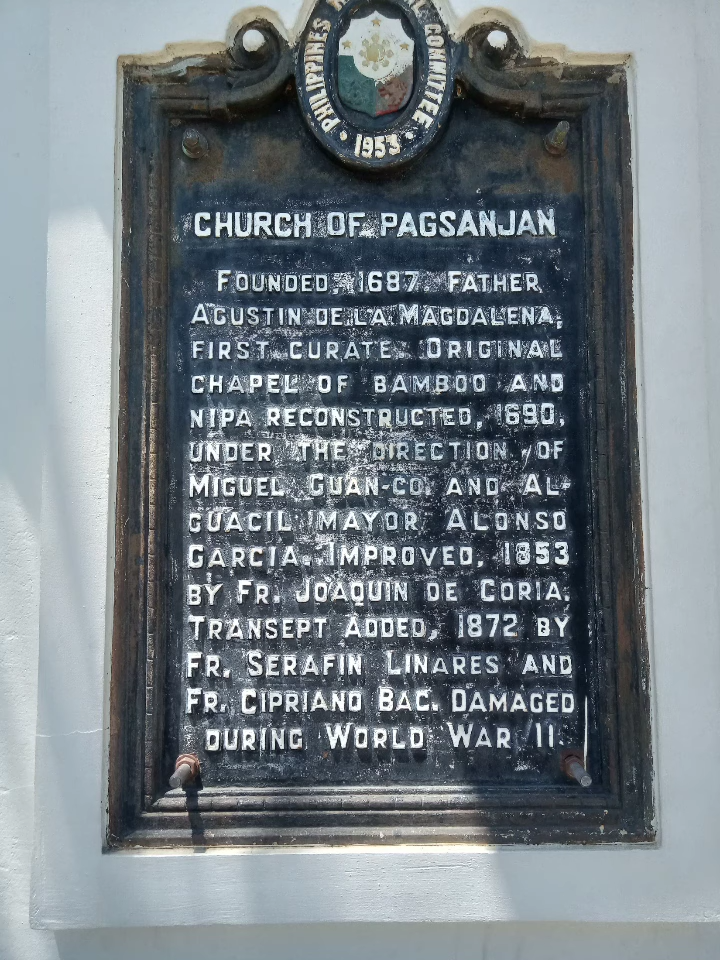 PHILIPPINES COMMITTEE
1953
CHURCH OF PAGSANJAN
FOUNDED, 1687. FATHER
AGUSTIN DE LA MAGDALENA,
FIRST CURATE. ORIGINAL
CHAPEL OF BAMBOO AND
NIPA RECONSTRUCTED, 1690,
UNDER THE DIRECTION OF
MIGUEL GUAN-CO AND AL-
GUACIL MAYOR ALONSO
GARCIA. IMPROVED, 1853
BY FR. JOAQUIN DE CORIA.
TRANSEPT ADDED, 1872 BY
FR. SERAFIN LINARES AND
FR. CIPRIANO BAC. DAMAGED
DURING WORLD WAR II.